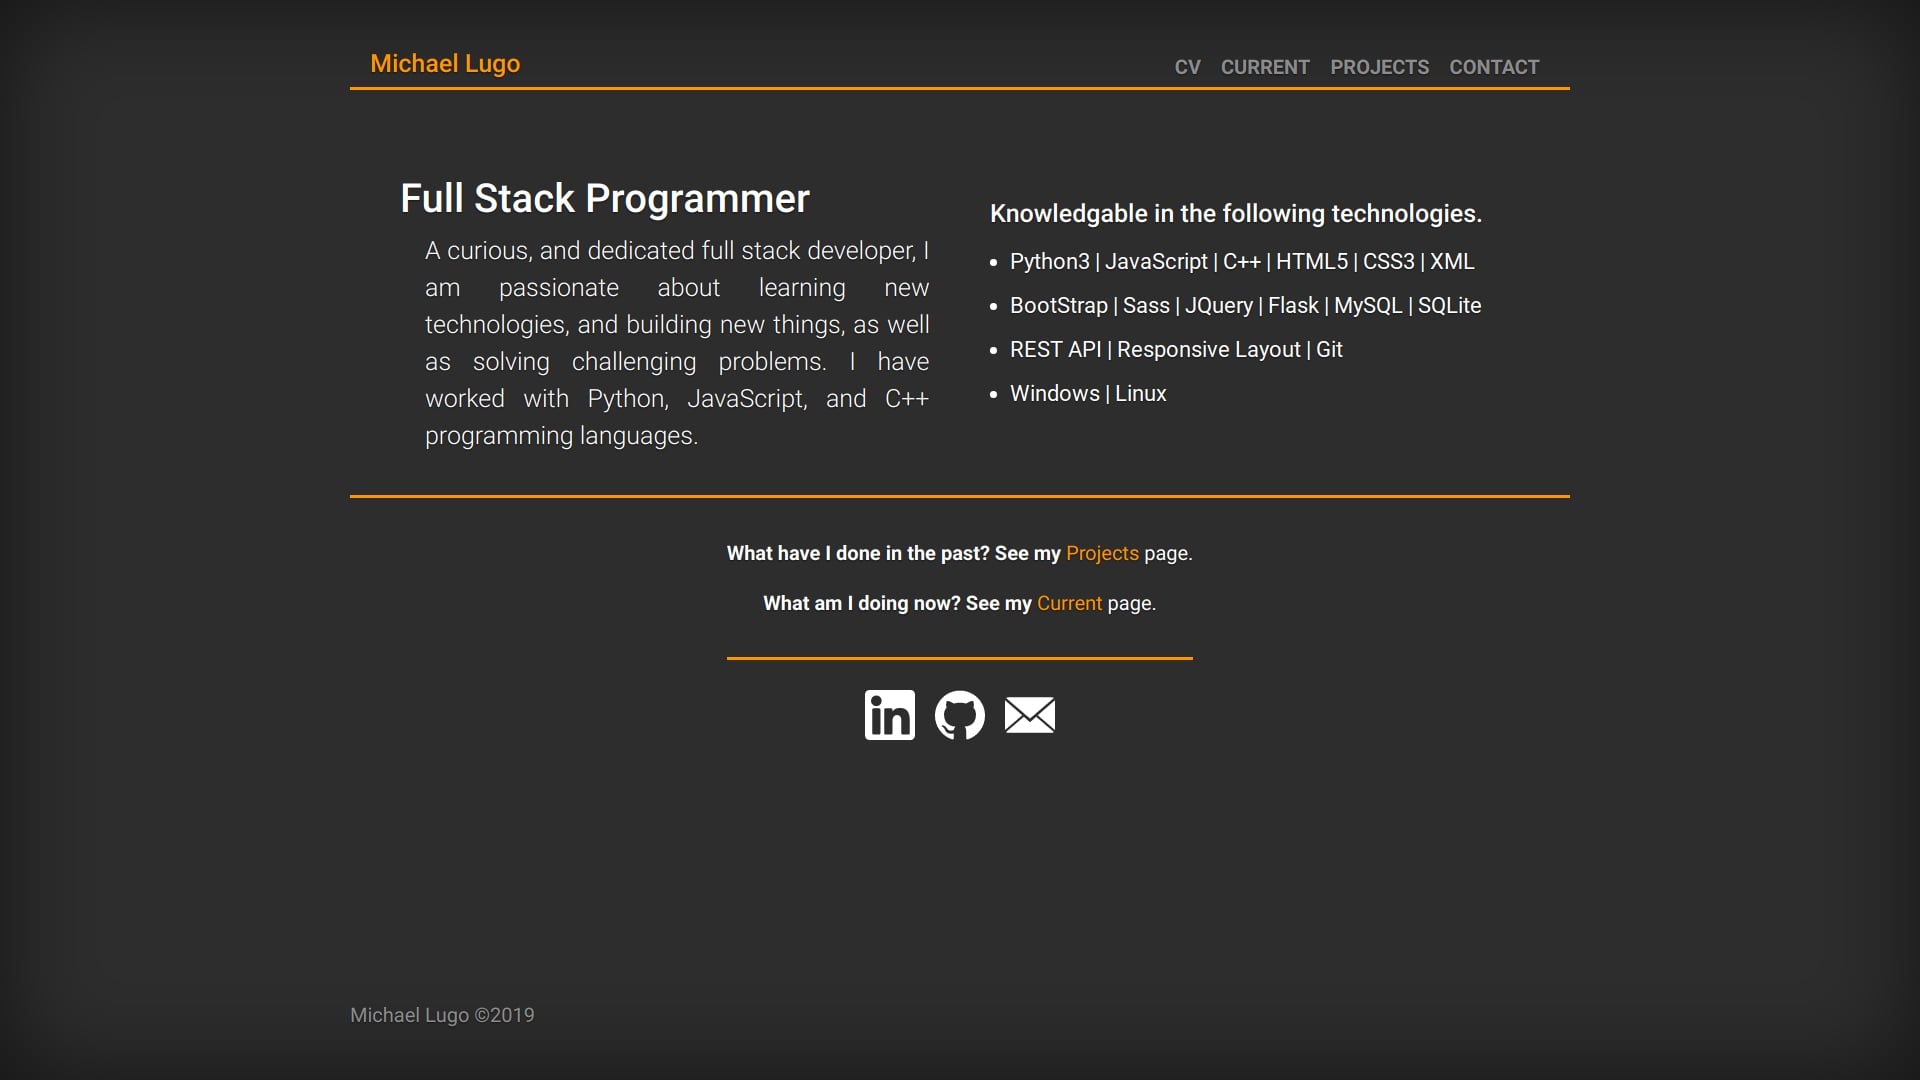 Michael Lugo
CV CURRENT PROJECTS CONTACT
Full Stack Programmer
A curious, and dedicated full stack developer, I
am passionate about learning new
technologies, and building new things, as well
as solving challenging problems. I have
worked with Python, JavaScript, and C++
programming languages.
Knowledgable in the following technologies.
• Python3 | JavaScript | C++ | HTML5 | CSS3 | XML
• BootStrap | Sass | JQuery | Flask | MySQL | SQLite
• REST API | Responsive Layout | Git
• Windows | Linux
What have I done in the past? See my Projects page.
What am I doing now? See my Current page.
in
Michael Lugo ©2019